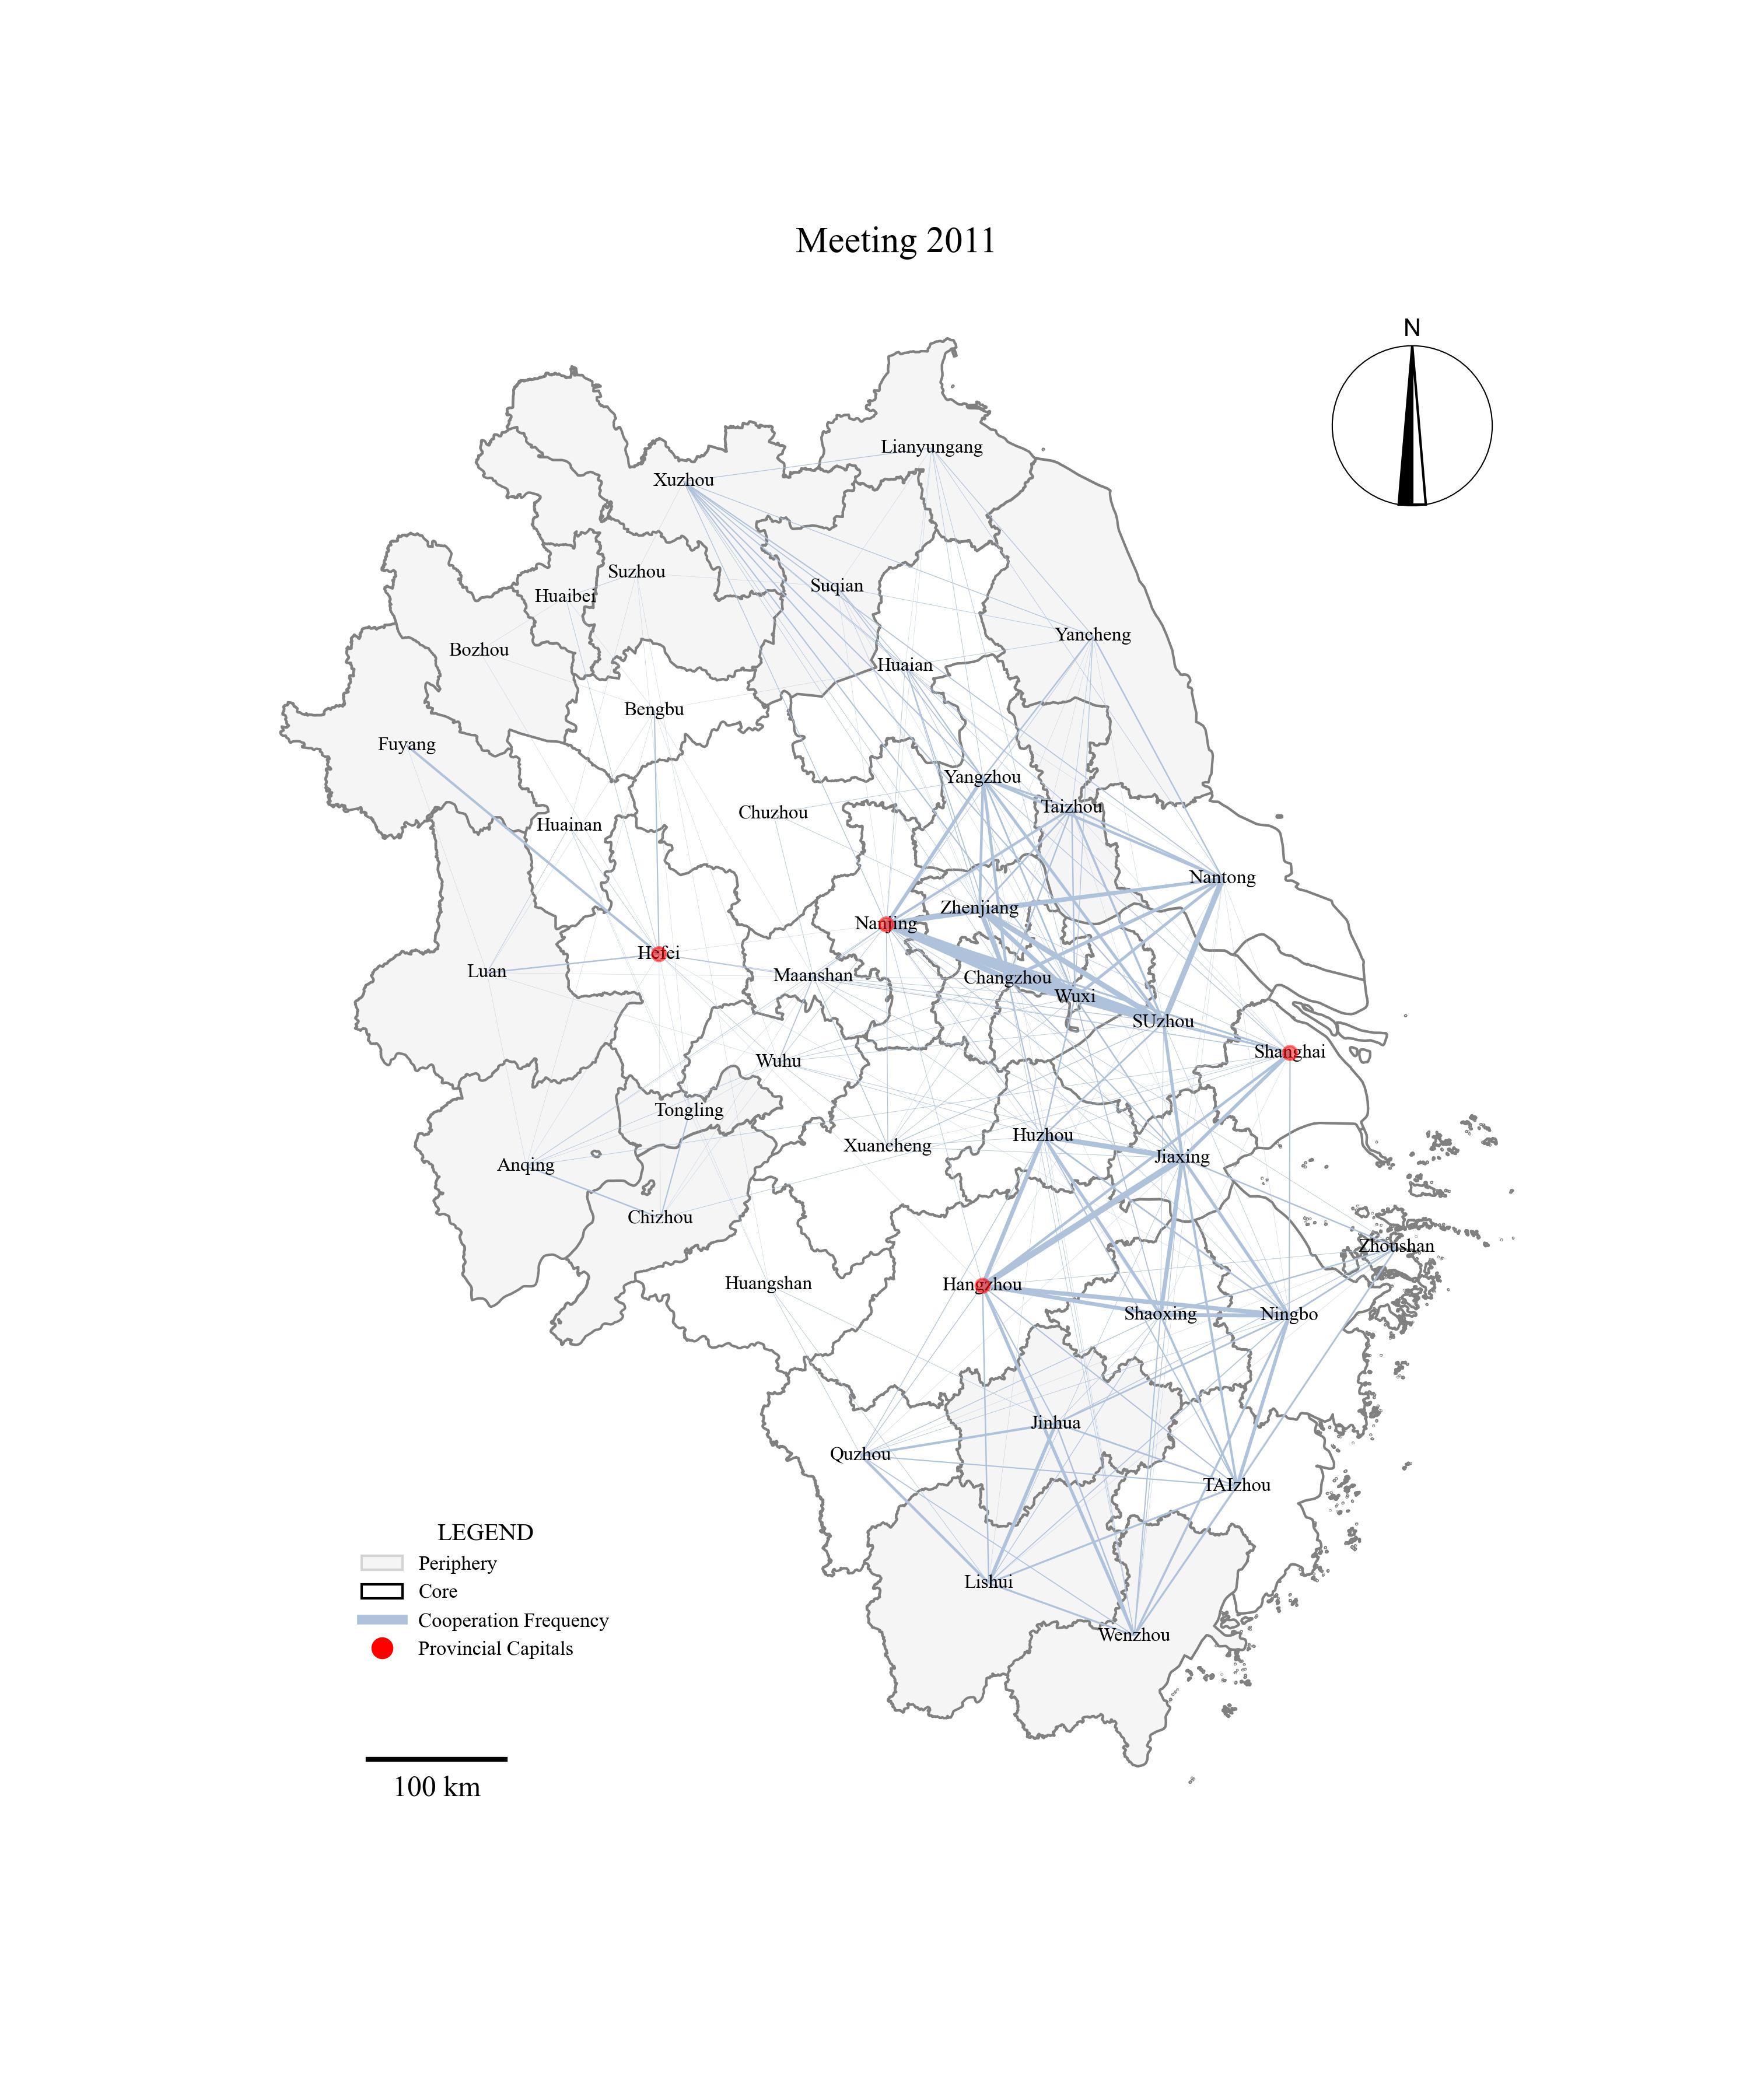 Meeting 2011
N
Lianyungang
Xuzhou
Suzhou
Suqian
Huaibei
Yancheng
Bozhou
Huaian
Bengbu
Fuyang
Yangzhou
Taizhou
Chuzhou
Huainan
Nantong
Zhenjiang
Nanjing
Hefei
Luan
Maanshan
Changzhou
Wuxi
SUzhou
Shanghai
Wuhu
Tongling
Huzhou
Xuancheng
Jiaxing
Anqing
Chizhou
Zhoushan
Huangshan
Hangzhou
Shaoxing
Ningbo
Jinhua
Quzhou
TAIzhou
Lishui
Wenzhou
LEGEND
Periphery
Core
Cooperation Frequency
Provincial Capitals
100 km